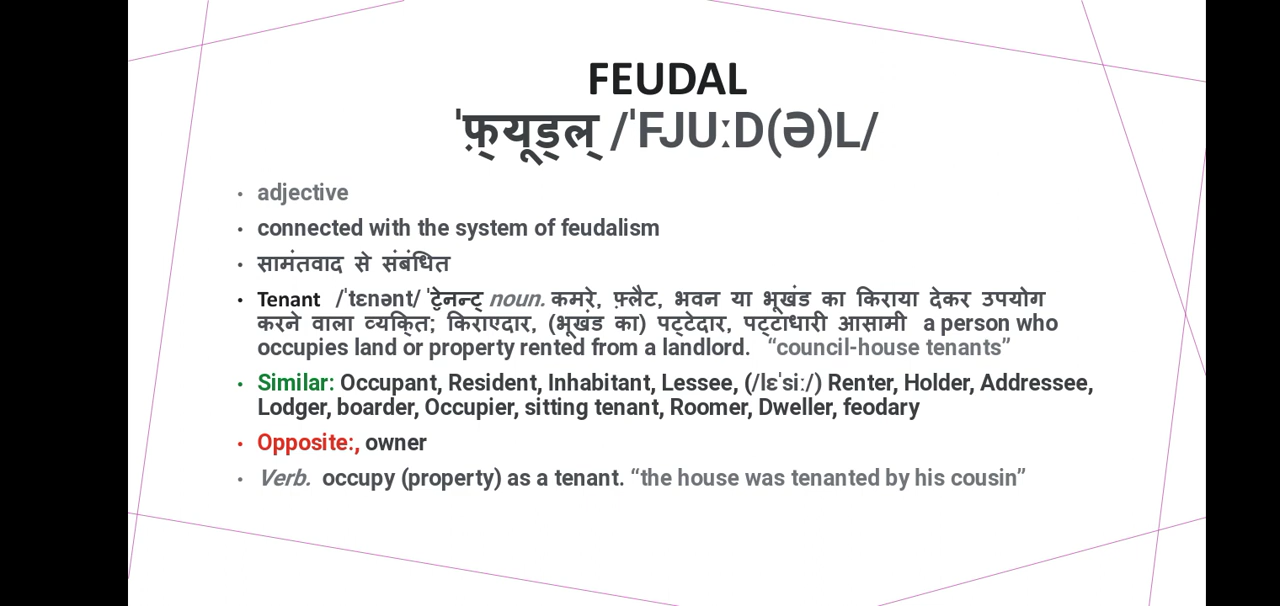 FEUDAL
ˈफ़्यूड्ल् /ˈFJUːD(Ə)L/
• adjective
• connected with the system of feudalism
• सामंतवाद से संबंधित
• Tenant /ˈtɛnənt/ ˈटेनन्ट् noun. कमरे, फ़्लैट, भवन या भूखंड का किराया देकर उपयोग
करने वाला व्यक्ति; किराएदार, (भूखंड का) पट्टेदार, पट्टाधारी आसामी a person who
occupies land or property rented from a landlord. “council-house tenants”
• Similar: Occupant, Resident, Inhabitant, Lessee, (/lɛˈsiː/) Renter, Holder, Addressee,
Lodger, boarder, Occupier, sitting tenant, Roomer, Dweller, feodary
• Opposite:, owner
• Verb. occupy (property) as a tenant. “the house was tenanted by his cousin”